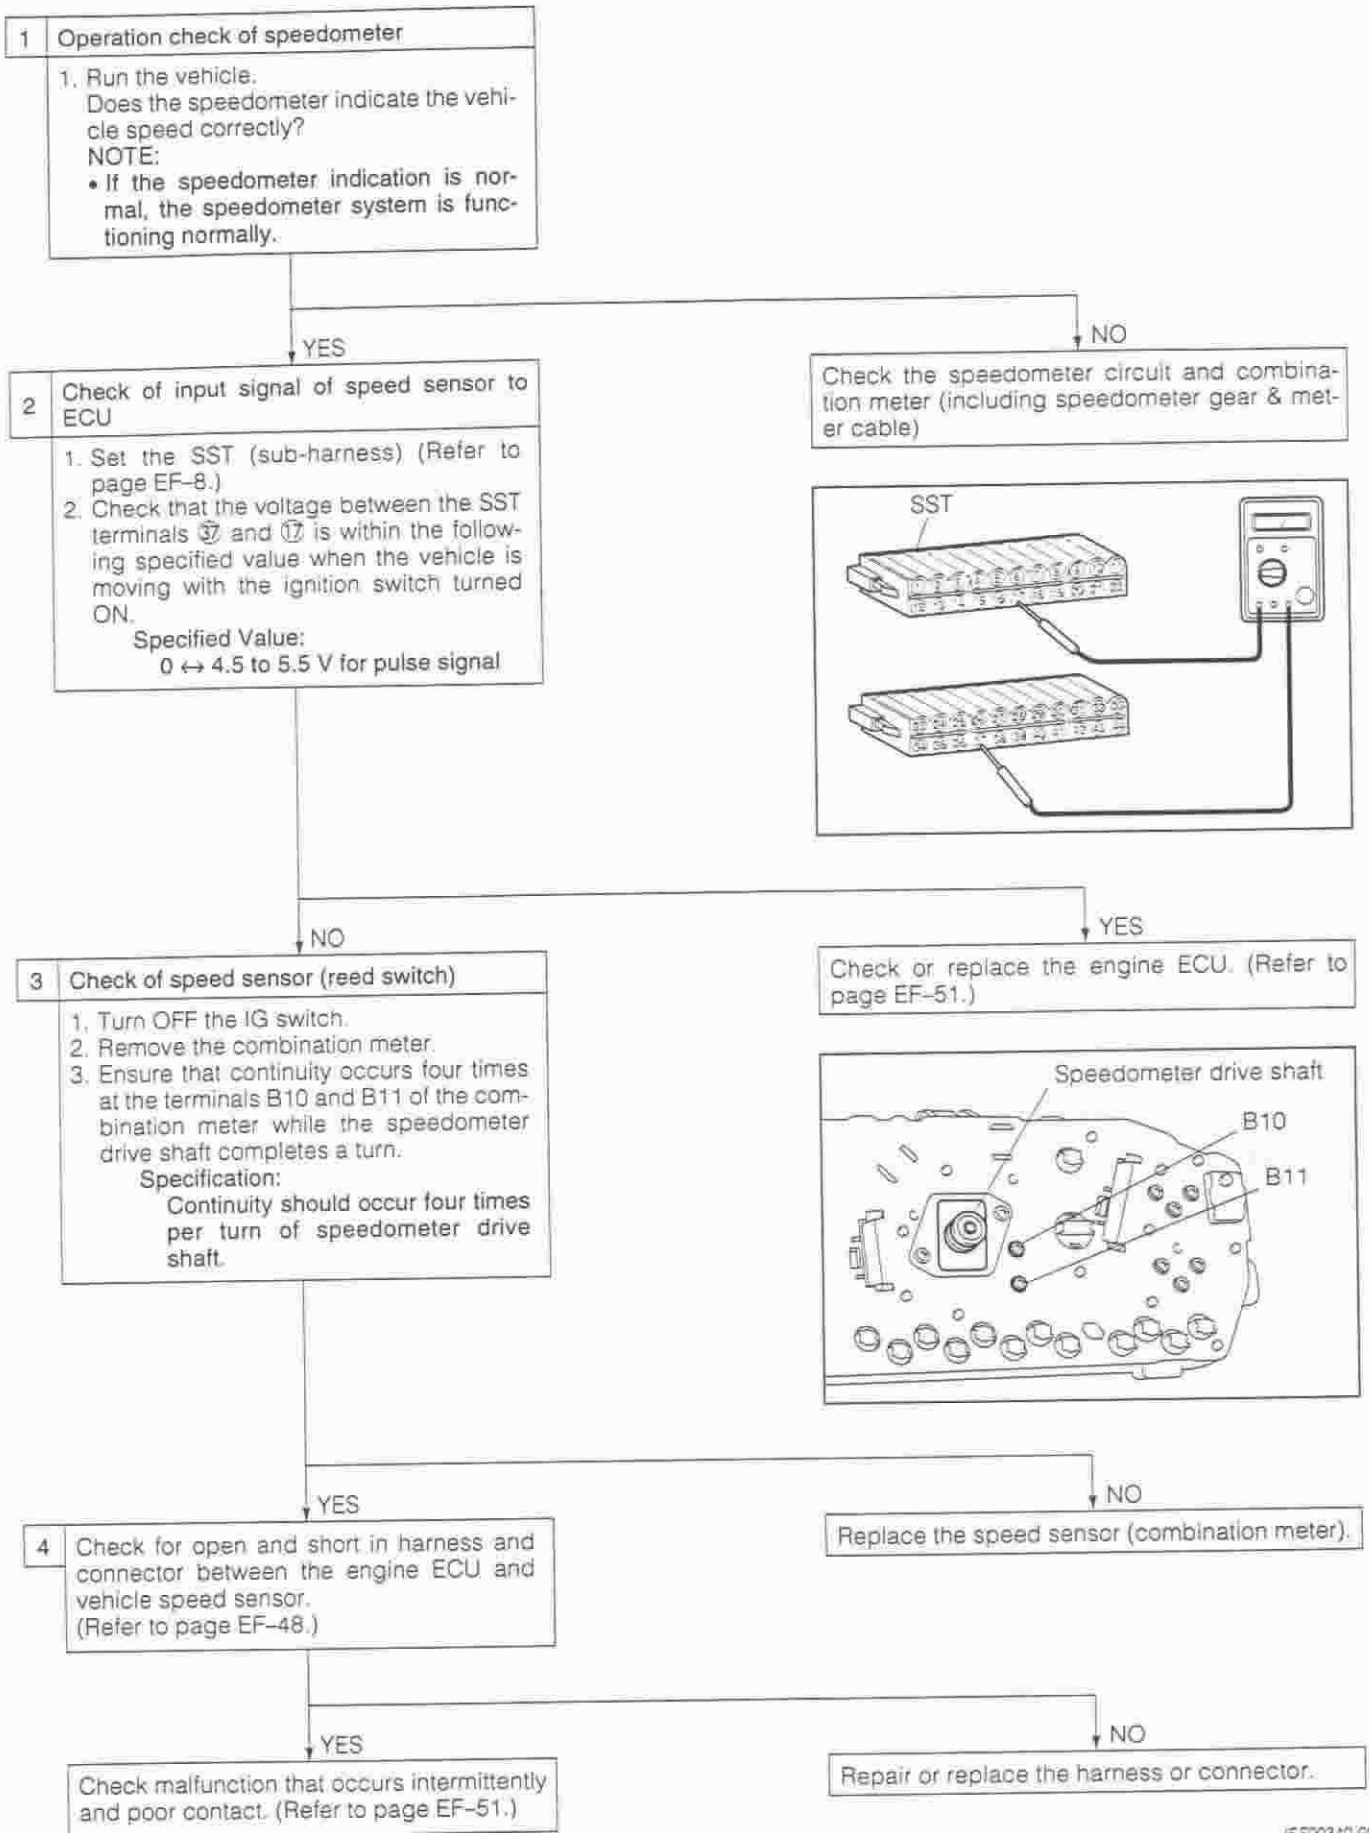 1 Operation check of speedometer
1. Run the vehicle.
Does the speedometer indicate the vehi-
cle speed correctly?
NOTE:
• If the speedometer indication is nor-
mal, the speedometer system is func-
tioning normally.
YES
NO
2 Check of input signal of speed sensor to
ECU
1. Set the SST (sub-harness) (Refer to
page EF–8.)
2. Check that the voltage between the SST
terminals ㊲ and ⑰ is within the follow-
ing specified value when the vehicle is
moving with the ignition switch turned
ON.
Specified Value:
0 ↔ 4.5 to 5.5 V for pulse signal
Check the speedometer circuit and combina-
tion meter (including speedometer gear & met-
er cable)
SST
NO
YES
3 Check of speed sensor (reed switch)
1. Turn OFF the IG switch.
2. Remove the combination meter.
3. Ensure that continuity occurs four times
at the terminals B10 and B11 of the com-
bination meter while the speedometer
drive shaft completes a turn.
Specification:
Continuity should occur four times
per turn of speedometer drive
shaft.
Check or replace the engine ECU. (Refer to
page EF–51.)
Speedometer drive shaft
B10
B11
YES
NO
4 Check for open and short in harness and
connector between the engine ECU and
vehicle speed sensor.
(Refer to page EF–48.)
Replace the speed sensor (combination meter).
YES
NO
Check malfunction that occurs intermittently
and poor contact. (Refer to page EF–51.)
Repair or replace the harness or connector.